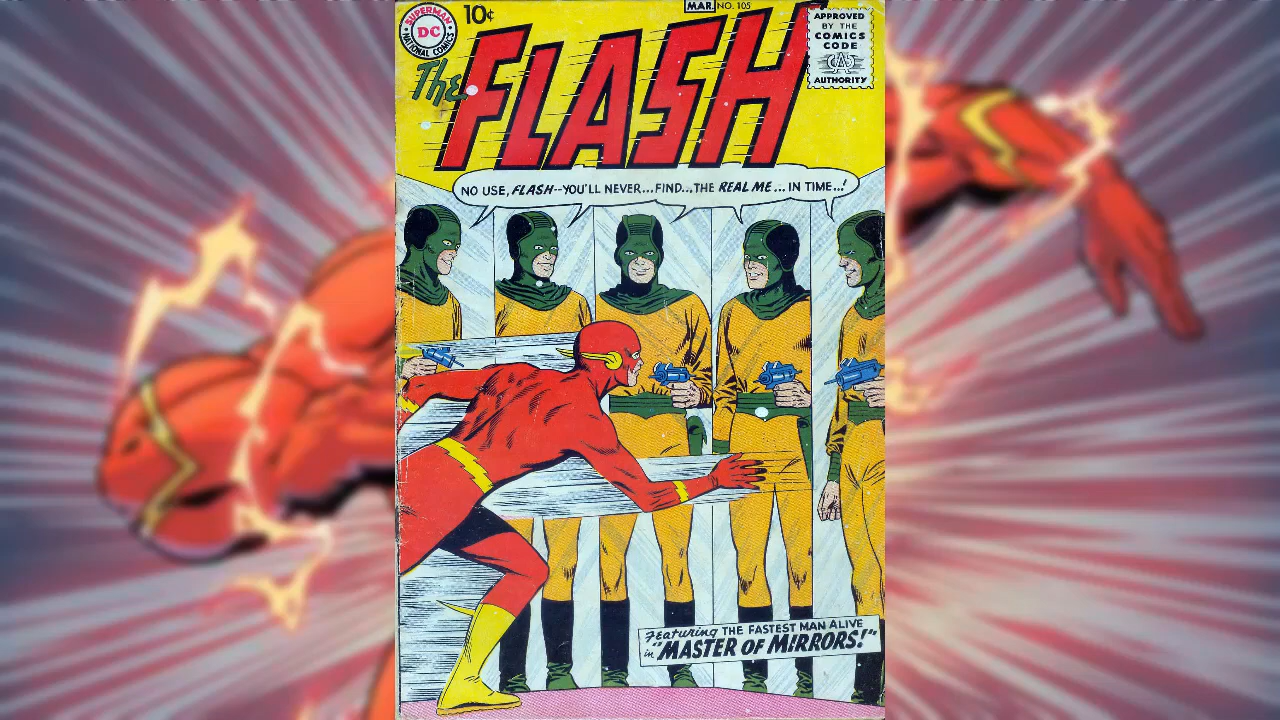 SUPERMAN
DC
NATIONAL COMICS
10¢
MAR. NO. 105
APPROVED
BY THE
COMICS
CODE
AUTHORITY
The FLASH
NO USE, FLASH--YOU'LL NEVER...FIND...THE REAL ME...IN TIME...!
Featuring THE FASTEST MAN ALIVE
in "MASTER OF MIRRORS!"